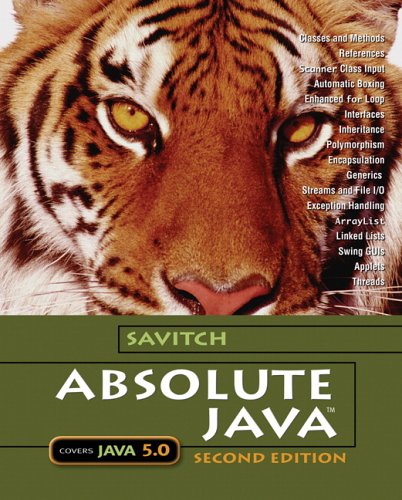 Classes and Methods
References
Scanner Class Input
Automatic Boxing
Enhanced for Loop
Interfaces
Inheritance
Polymorphism
Encapsulation
Generics
Streams and File I/O
Exception Handling
ArrayList
Linked Lists
Swing GUIs
Applets
Threads
SAVITCH
ABSOLUTE
JAVA™
COVERS JAVA 5.0
SECOND EDITION